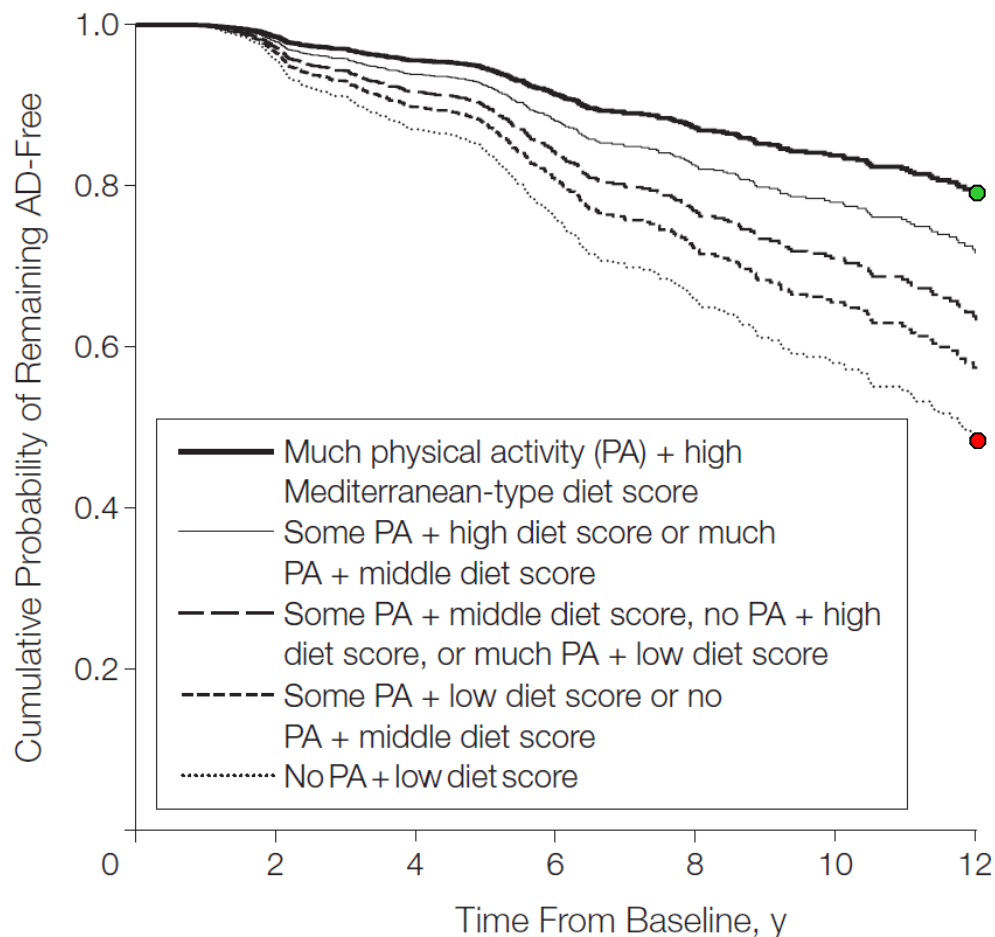 Cumulative Probability of Remaining AD-Free
1.0
0.8
0.6
0.4
0.2
Much physical activity (PA) + high
Mediterranean-type diet score
Some PA + high diet score or much
PA + middle diet score
Some PA + middle diet score, no PA + high
diet score, or much PA + low diet score
Some PA + low diet score or no
PA + middle diet score
No PA + low diet score
0 2 4 6 8 10 12
Time From Baseline, y